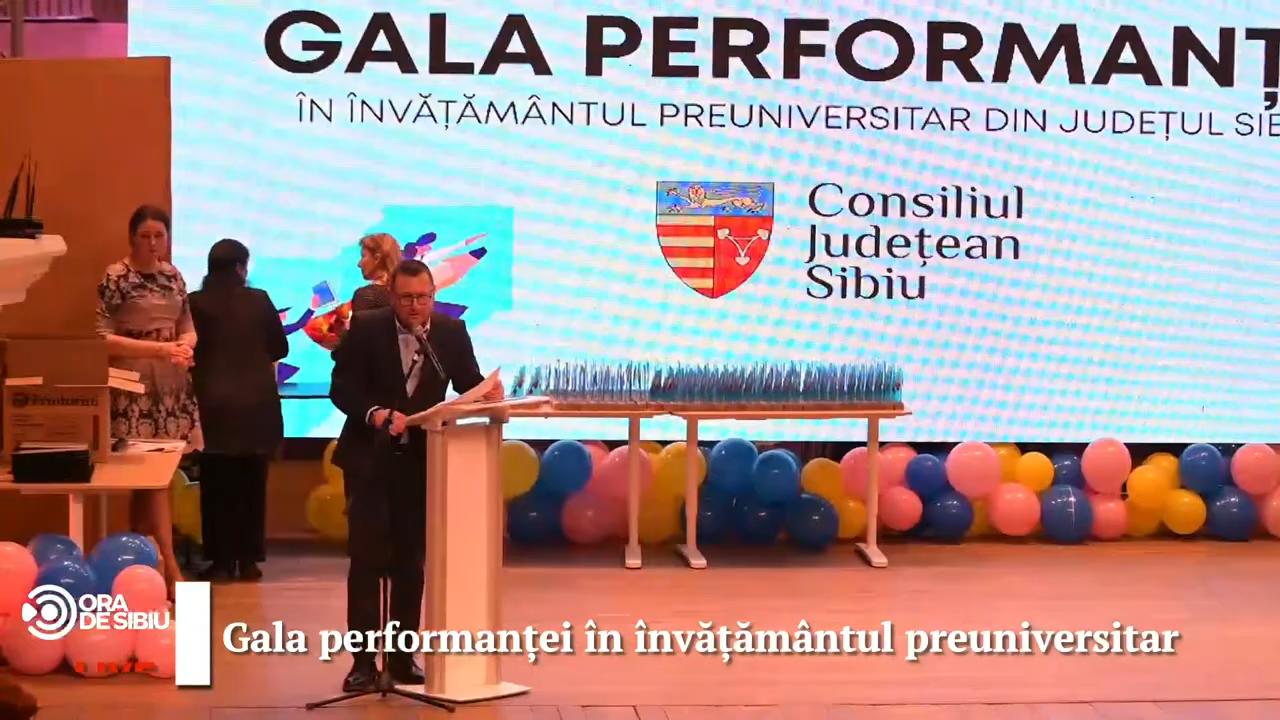 GALA PERFORMANȚ
ÎN ÎNVĂȚĂMÂNTUL PREUNIVERSITAR DIN JUDEȚUL SIB
Consiliul
Județean
Sibiu
ORA
DE SIBIU
Gala performanței în învățământul preuniversitar